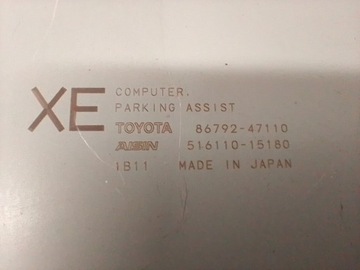 XE
COMPUTER,
PARKING ASSIST
TOYOTA 86792-47110
AISIN 516110-15180
1B11 MADE IN JAPAN